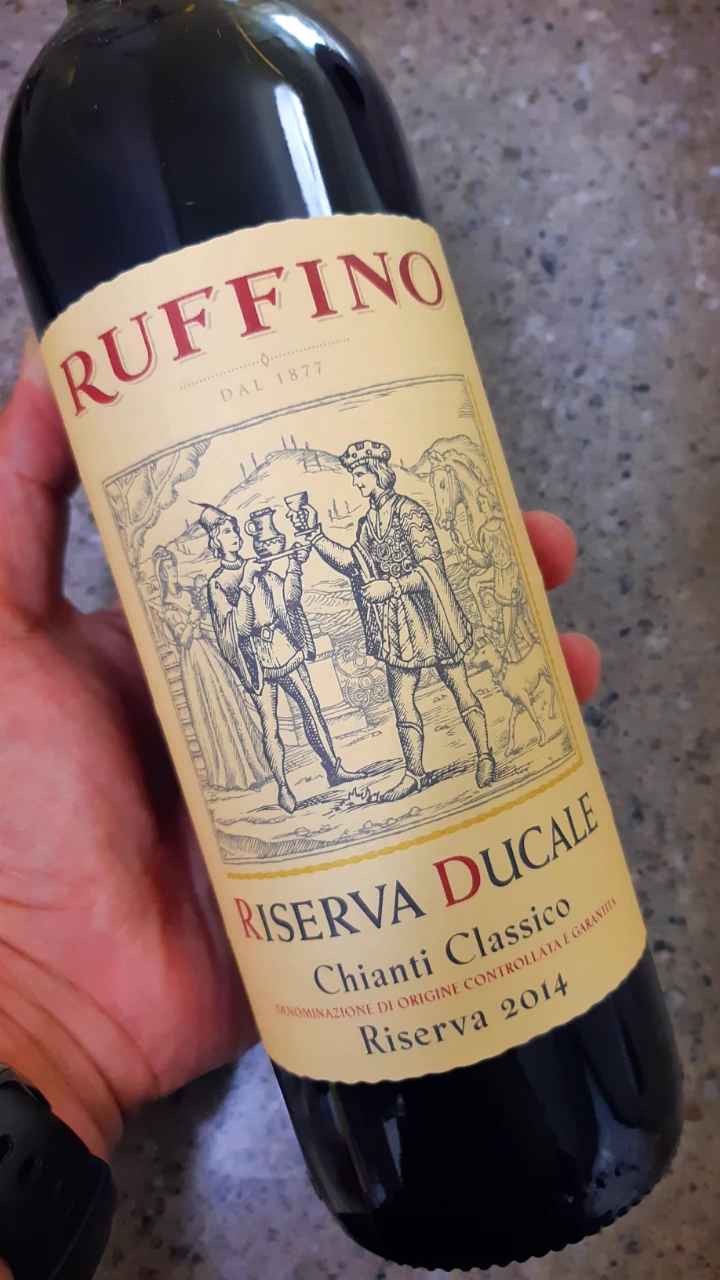 RUFFINO
DAL 1877
RISERVA DUCALE
Chianti Classico
DENOMINAZIONE DI ORIGINE CONTROLLATA E GARANTITA
Riserva 2014